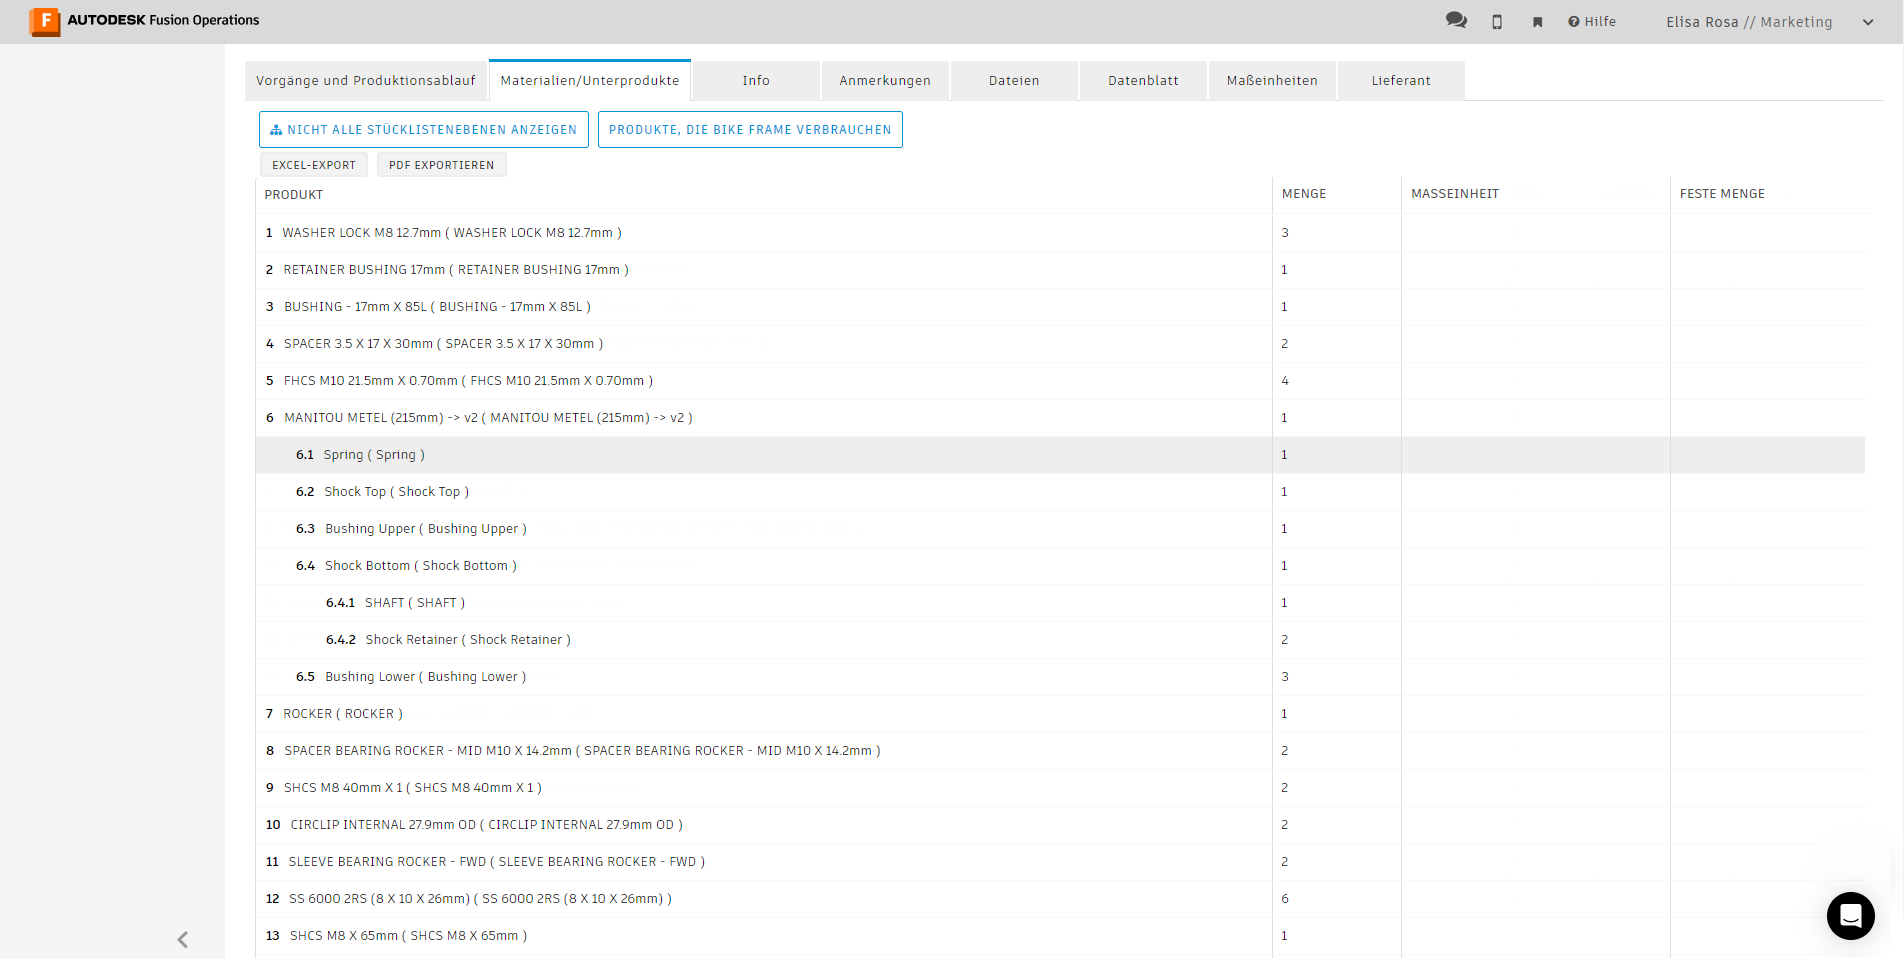 F AUTODESK Fusion Operations
Hilfe
Elisa Rosa // Marketing
Vorgänge und Produktionsablauf
Materialien/Unterprodukte
Info
Anmerkungen
Dateien
Datenblatt
Maßeinheiten
Lieferant
NICHT ALLE STÜCKLISTENEBENEN ANZEIGEN
PRODUKTE, DIE BIKE FRAME VERBRAUCHEN
EXCEL-EXPORT
PDF EXPORTIEREN
PRODUKT MENGE MASSEINHEIT FESTE MENGE
1 WASHER LOCK M8 12.7mm ( WASHER LOCK M8 12.7mm ) 3
2 RETAINER BUSHING 17mm ( RETAINER BUSHING 17mm ) 1
3 BUSHING - 17mm X 85L ( BUSHING - 17mm X 85L ) 1
4 SPACER 3.5 X 17 X 30mm ( SPACER 3.5 X 17 X 30mm ) 2
5 FHCS M10 21.5mm X 0.70mm ( FHCS M10 21.5mm X 0.70mm ) 4
6 MANITOU METEL (215mm) -> v2 ( MANITOU METEL (215mm) -> v2 ) 1
6.1 Spring ( Spring ) 1
6.2 Shock Top ( Shock Top ) 1
6.3 Bushing Upper ( Bushing Upper ) 1
6.4 Shock Bottom ( Shock Bottom ) 1
6.4.1 SHAFT ( SHAFT ) 1
6.4.2 Shock Retainer ( Shock Retainer ) 2
6.5 Bushing Lower ( Bushing Lower ) 3
7 ROCKER ( ROCKER ) 1
8 SPACER BEARING ROCKER - MID M10 X 14.2mm ( SPACER BEARING ROCKER - MID M10 X 14.2mm ) 2
9 SHCS M8 40mm X 1 ( SHCS M8 40mm X 1 ) 2
10 CIRCLIP INTERNAL 27.9mm OD ( CIRCLIP INTERNAL 27.9mm OD ) 2
11 SLEEVE BEARING ROCKER - FWD ( SLEEVE BEARING ROCKER - FWD ) 2
12 SS 6000 2RS (8 X 10 X 26mm) ( SS 6000 2RS (8 X 10 X 26mm) ) 6
13 SHCS M8 X 65mm ( SHCS M8 X 65mm ) 1